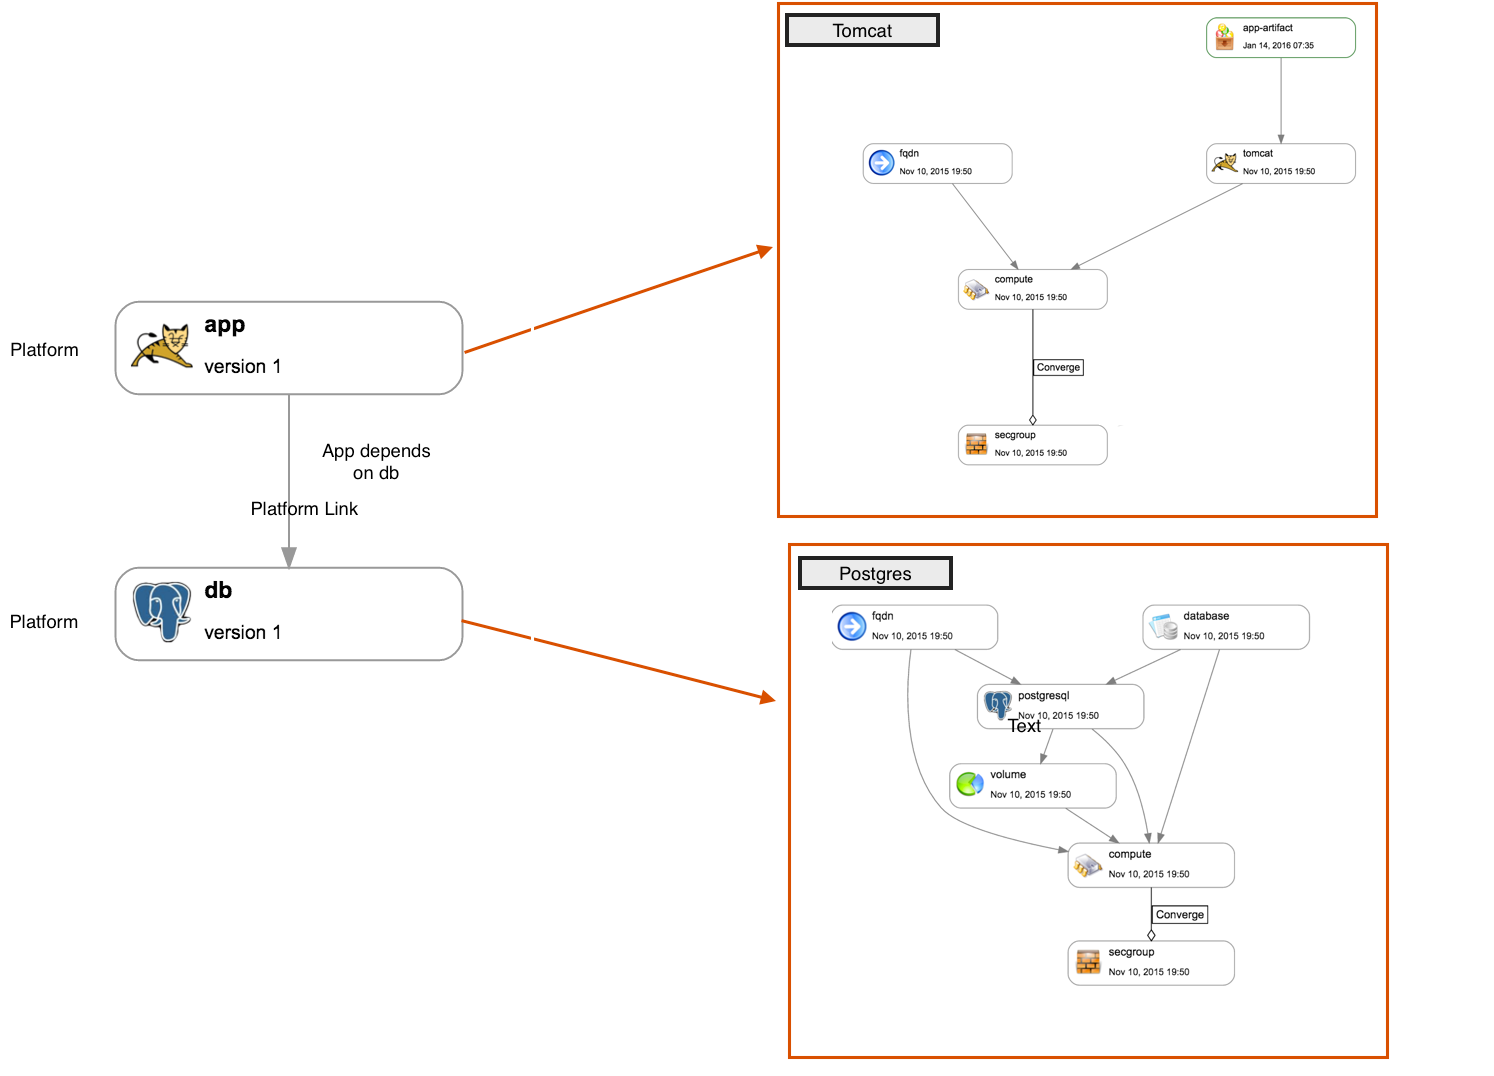 Platform
app
version 1
App depends
on db
Platform Link
Platform
db
version 1
Tomcat
app-artifact
Jan 14, 2016 07:35
fqdn
Nov 10, 2015 19:50
tomcat
Nov 10, 2015 19:50
compute
Nov 10, 2015 19:50
Converge
secgroup
Nov 10, 2015 19:50
Postgres
fqdn
Nov 10, 2015 19:50
database
Nov 10, 2015 19:50
postgresql
Nov 10, 2015 19:50
Text
volume
Nov 10, 2015 19:50
compute
Nov 10, 2015 19:50
Converge
secgroup
Nov 10, 2015 19:50